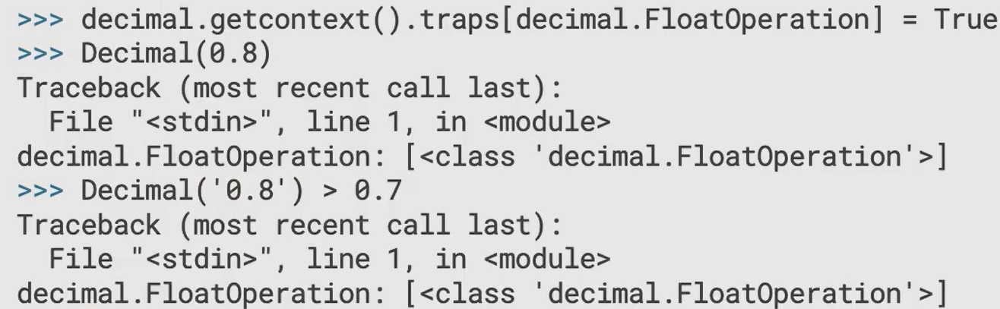 >>> decimal.getcontext().traps[decimal.FloatOperation] = True
>>> Decimal(0.8)
Traceback (most recent call last):
  File "<stdin>", line 1, in <module>
decimal.FloatOperation: [<class 'decimal.FloatOperation'>]
>>> Decimal('0.8') > 0.7
Traceback (most recent call last):
  File "<stdin>", line 1, in <module>
decimal.FloatOperation: [<class 'decimal.FloatOperation'>]